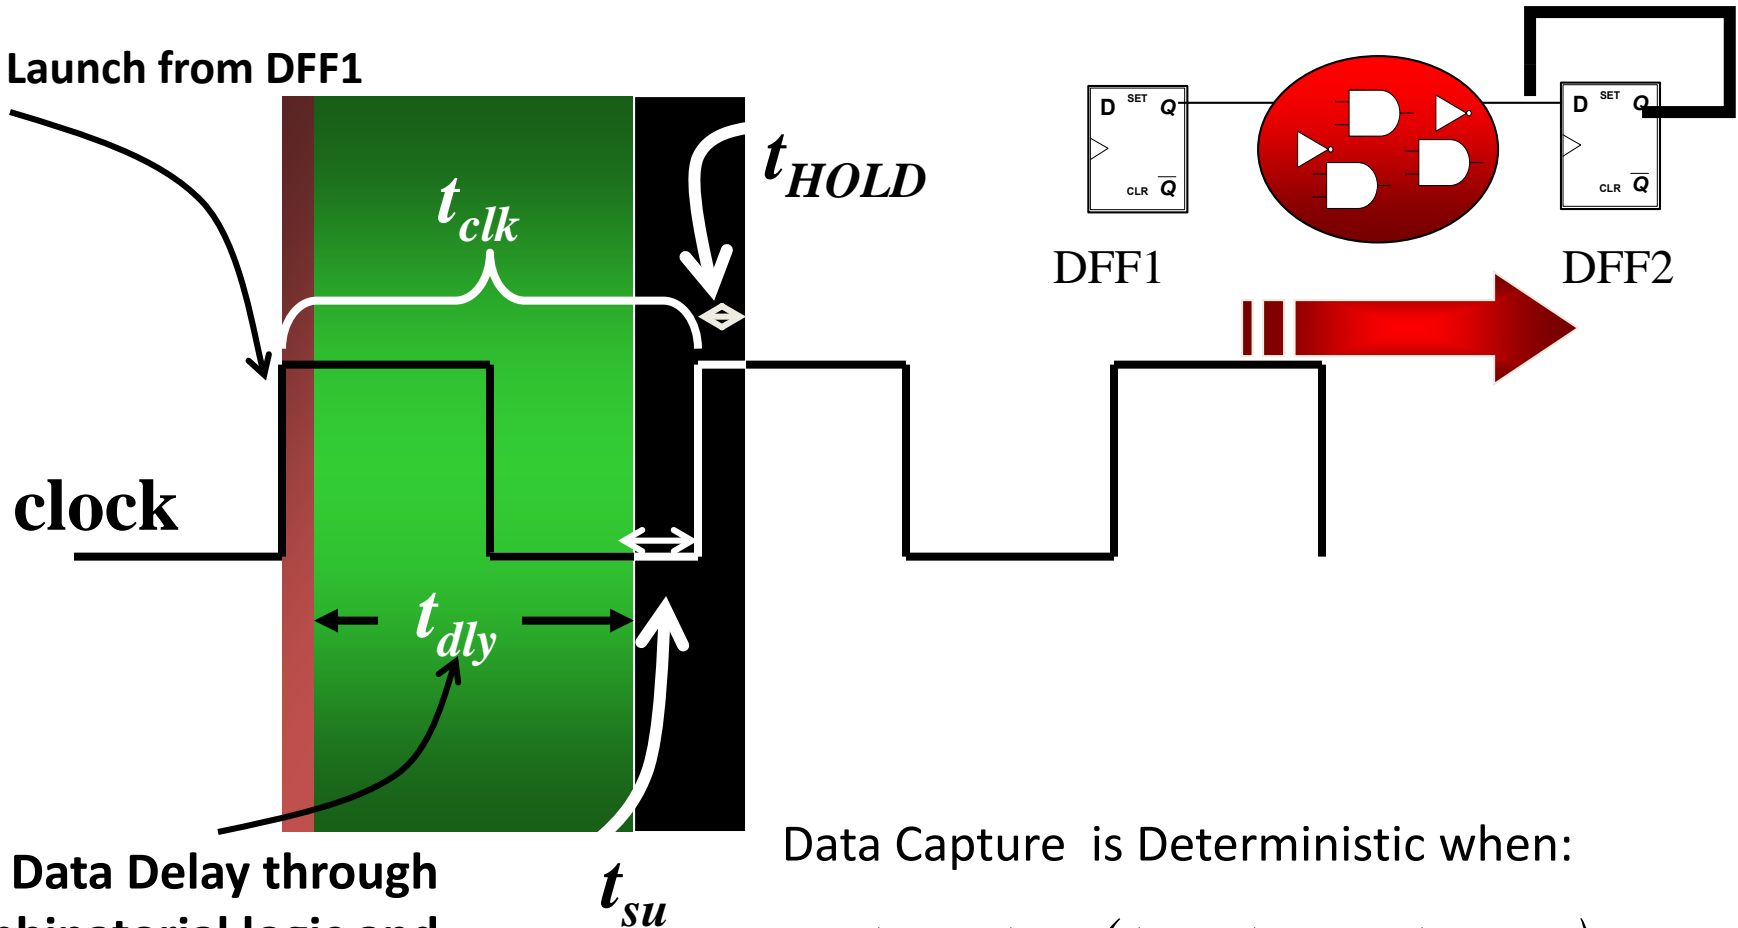 Launch from DFF1
t_HOLD
t_clk
D SET Q
CLR Q̅
DFF1
D SET Q
CLR Q̅
DFF2
clock
t_dly
Data Capture is Deterministic when:
Data Delay through
t_su